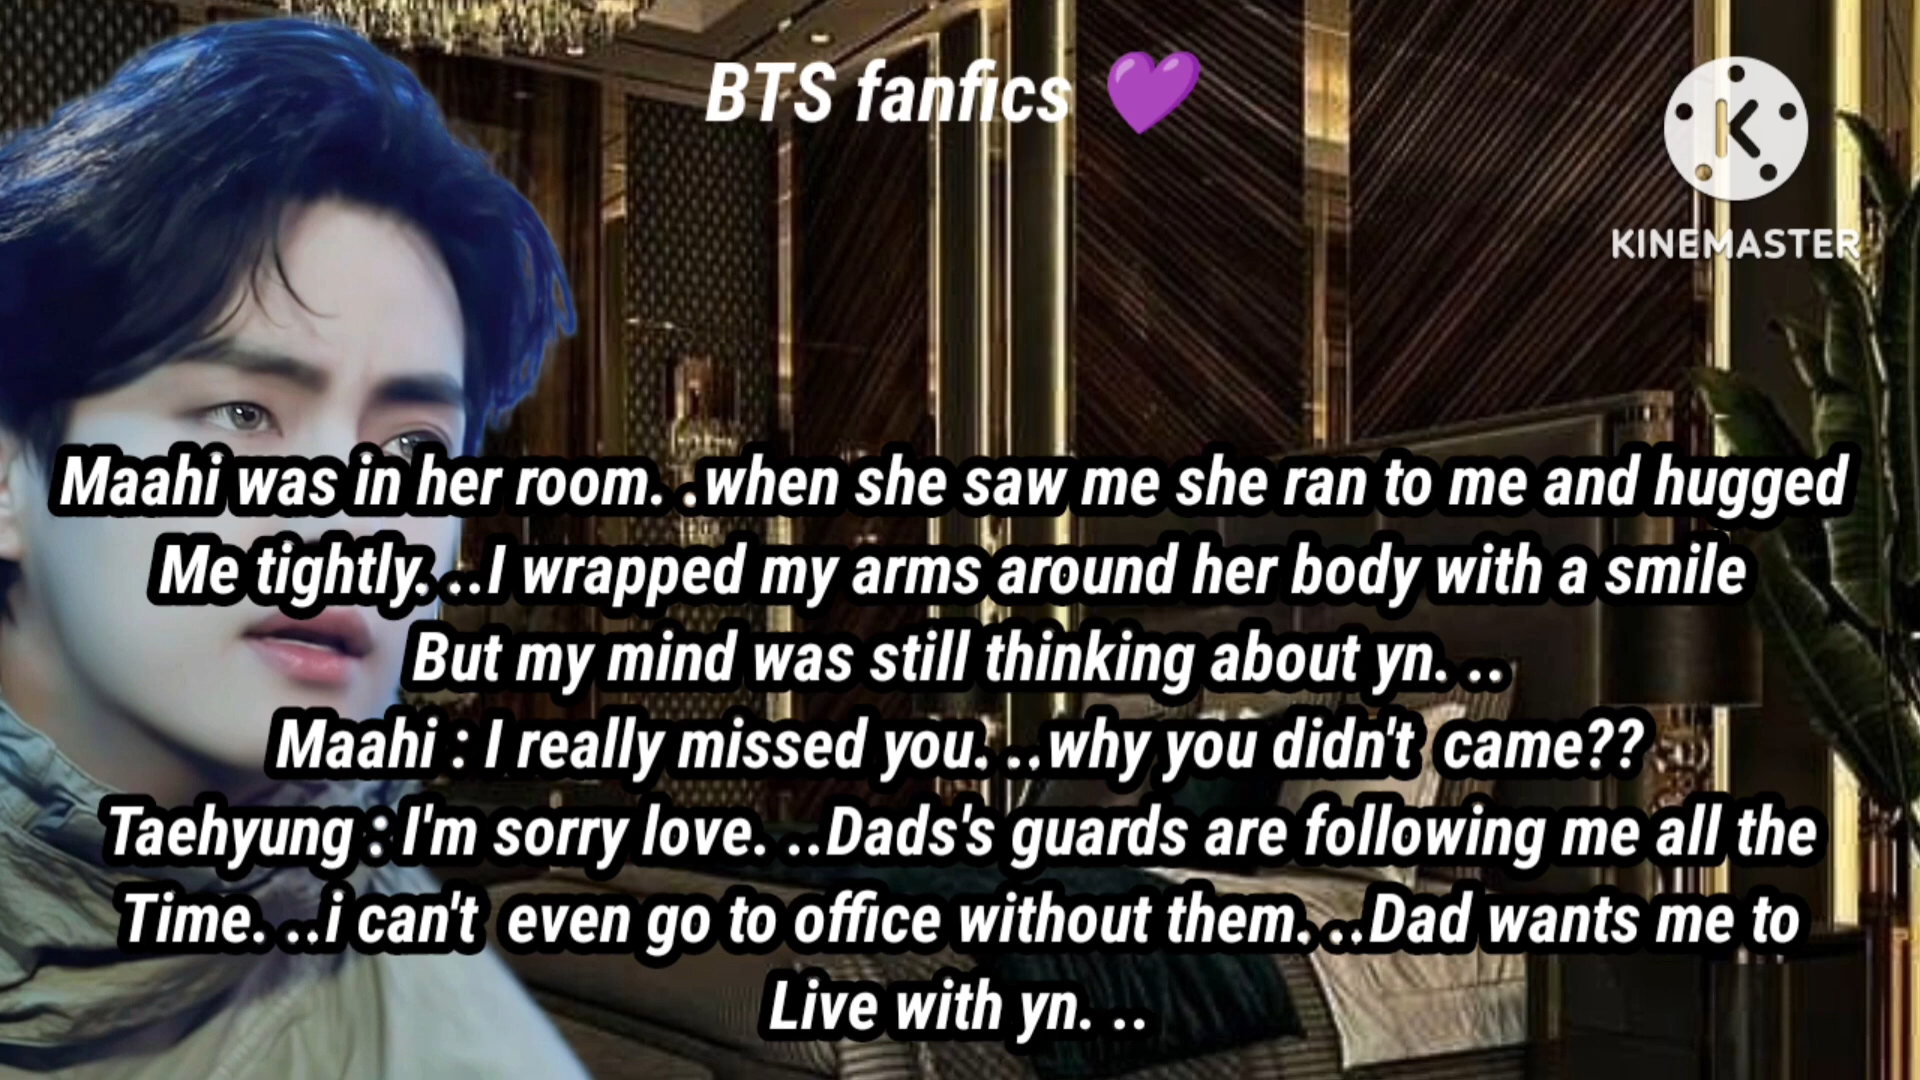 BTS fanfics 💜
KINEMASTER
Maahi was in her room. ..when she saw me she ran to me and hugged
Me tightly. ...I wrapped my arms around her body with a smile
But my mind was still thinking about yn. ..
Maahi : I really missed you. ...why you didn't came??
Taehyung : I'm sorry love. ...Dads's guards are following me all the
Time. ...i can't even go to office without them. ...Dad wants me to
Live with yn. ..